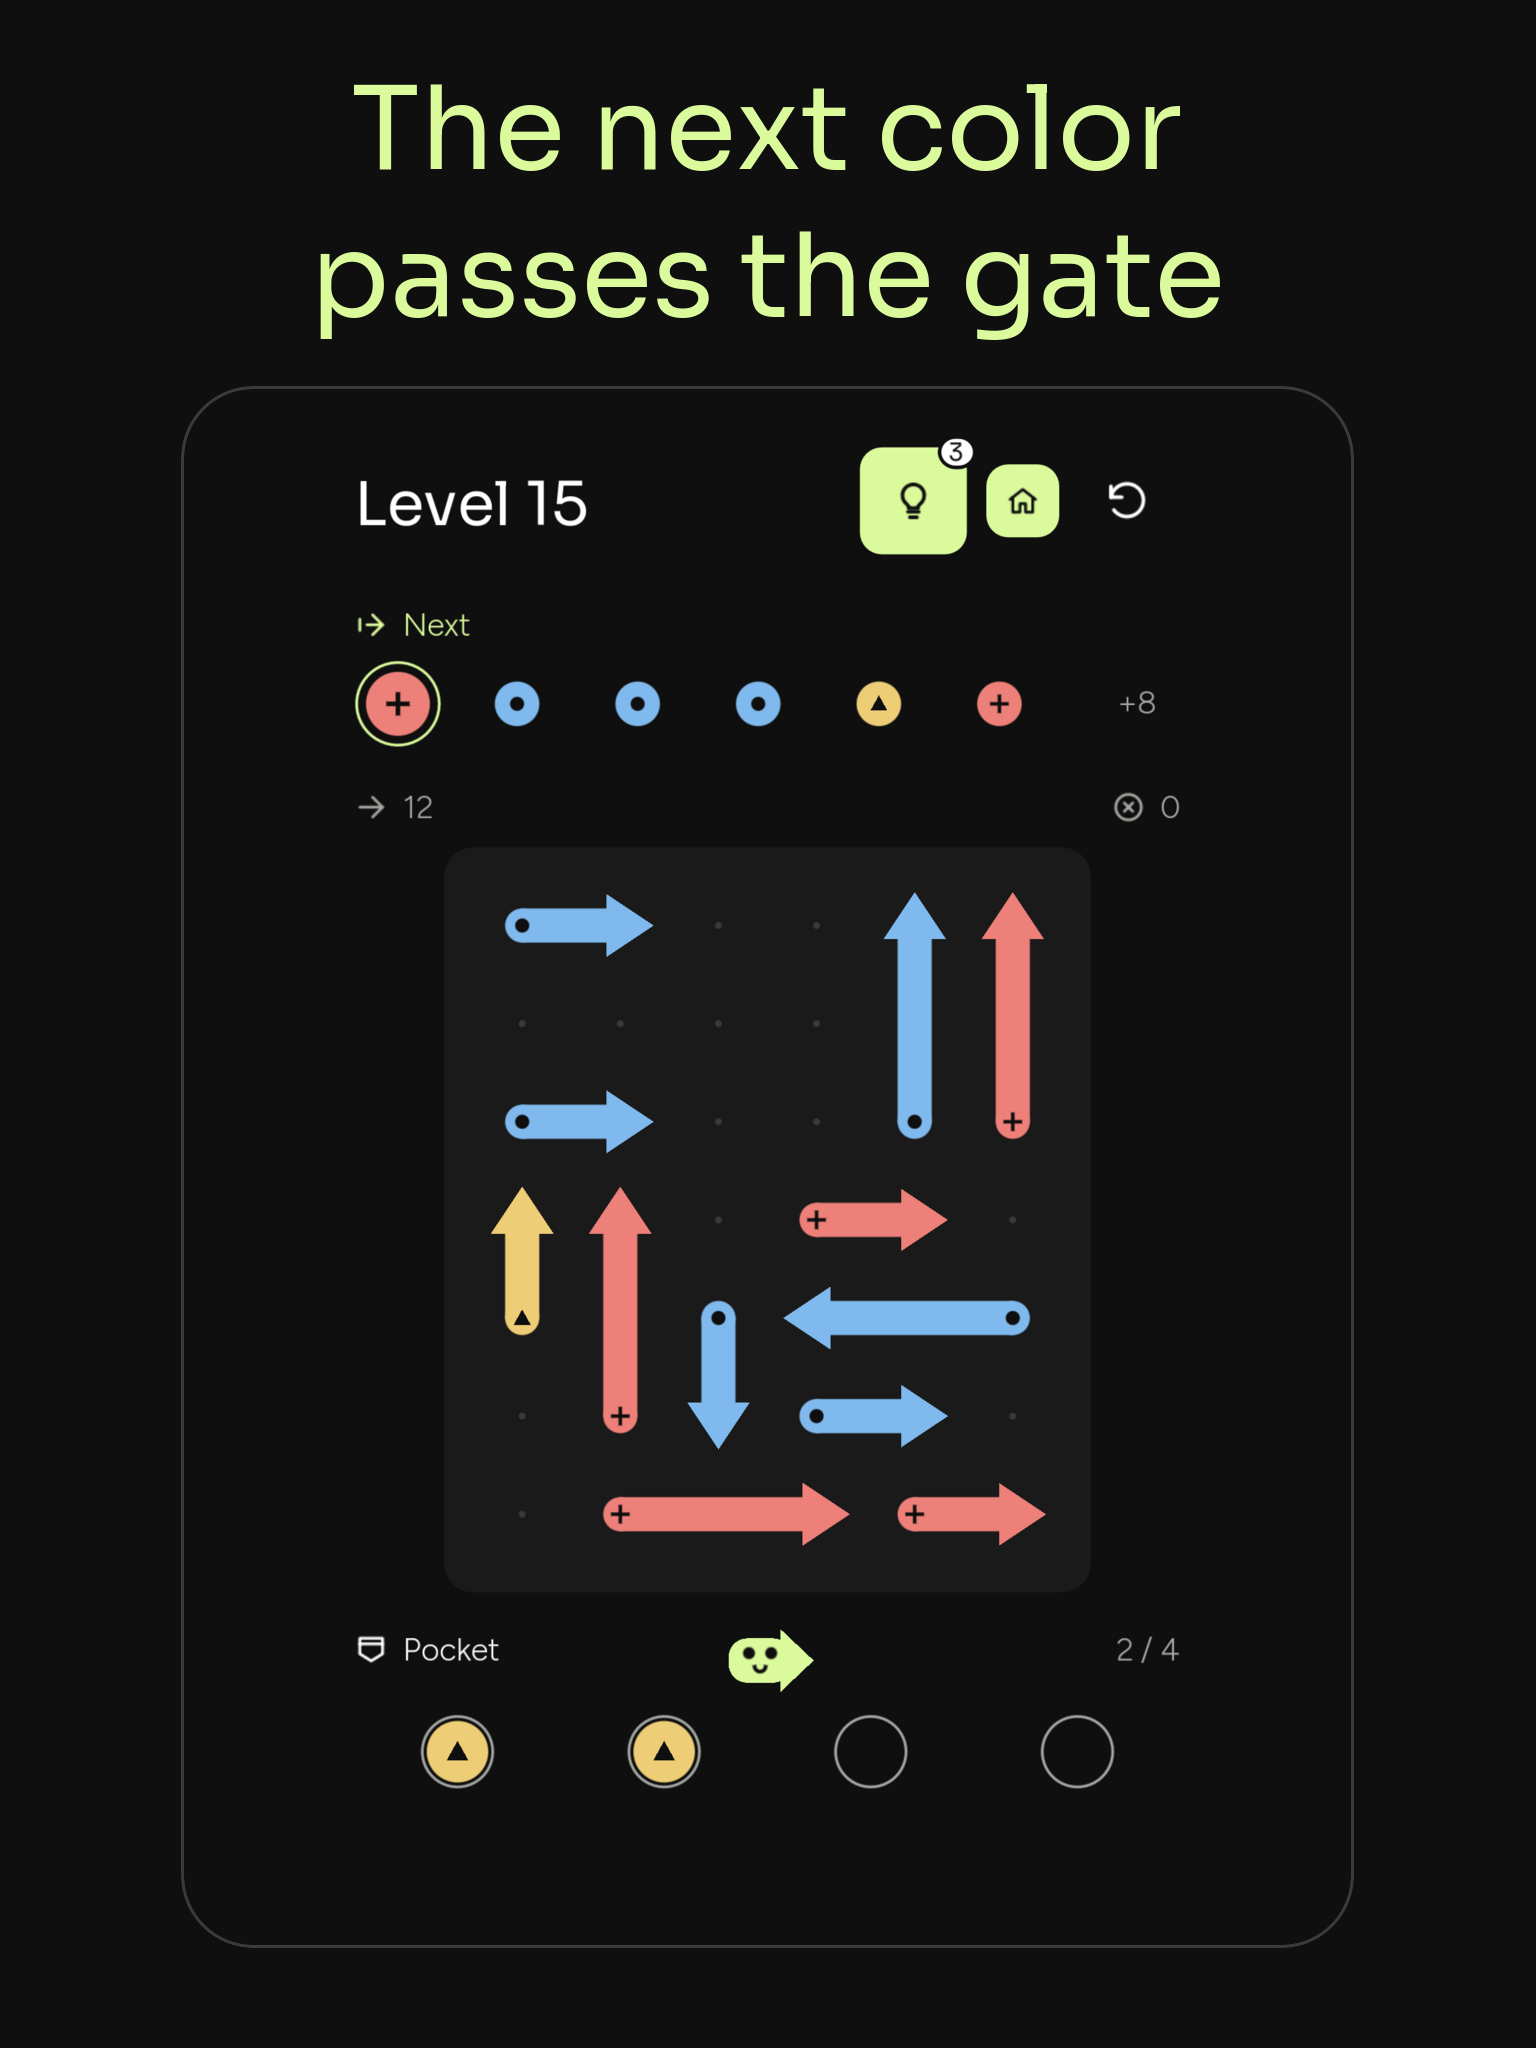 The next color
passes the gate
Level 15
3
Next
+8
12
0
Pocket
2 / 4